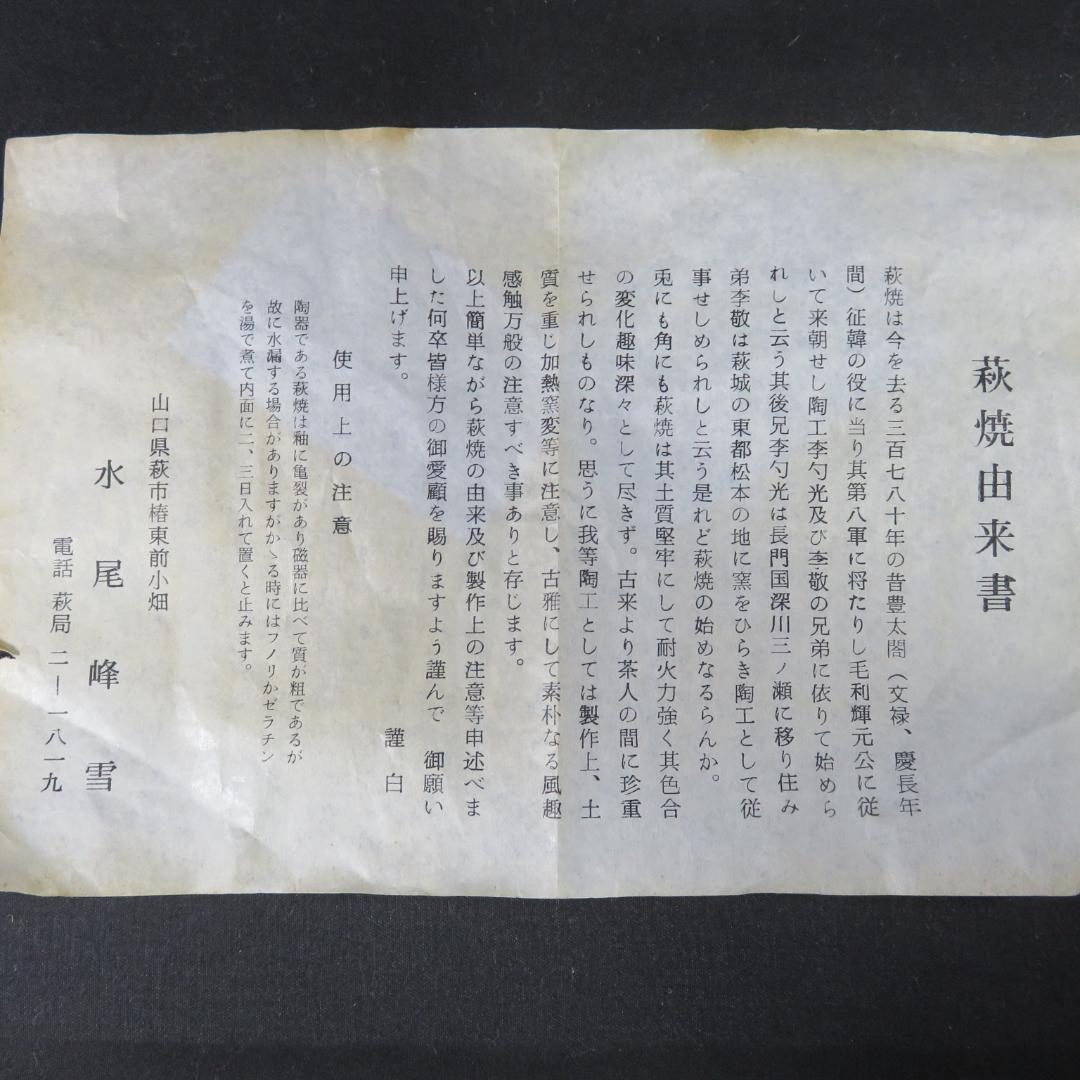 萩焼由来書
萩焼は今を去る三百七八十年の昔豊太閤（文禄、慶長年
間）征韓の役に当り其第八軍に将たりし毛利輝元公に従
いて来朝せし陶工李勺光及び李敬の兄弟に依りて始めら
れしと云う其後兄李勺光は長門国深川三ノ瀬に移り住み
弟李敬は萩城の東都松本の地に窯をひらき陶工として従
事せしめられしと云う是れど萩焼の始めなるらんか。
兎にも角にも萩焼は其土質堅牢にして耐火力強く其色合
の変化趣味深々として尽きず。古来より茶人の間に珍重
せられしものなり。思うに我等陶工としては製作上、土
質を重じ加熱窯変等に注意し、古雅にして素朴なる風趣
感触万般の注意すべき事ありと存じます。
以上簡単ながら萩焼の由来及び製作上の注意等申述べま
した何卒皆様方の御愛顧を賜りますよう謹んで　御願い
申上げます。
謹白
使用上の注意
陶器である萩焼は釉に亀裂があり磁器に比べて質が粗であるが
故に水漏する場合がありますがかゝる時にはフノリかゼラチン
を湯で煮て内面に二、三日入れて置くと止みます。
山口県萩市椿東前小畑
水尾峰雪
電話 萩局 二―一八一九